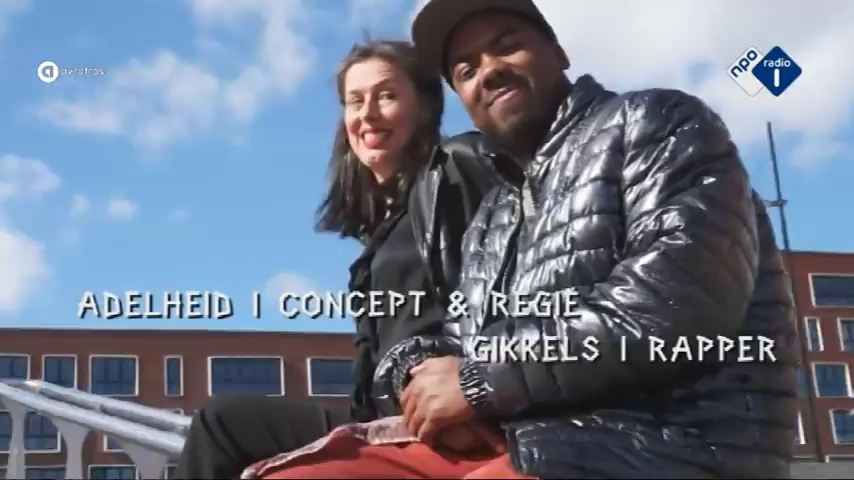 avrotros
npo
radio
1
ADELHEID | CONCEPT & REGIE
GIKKELS | RAPPER